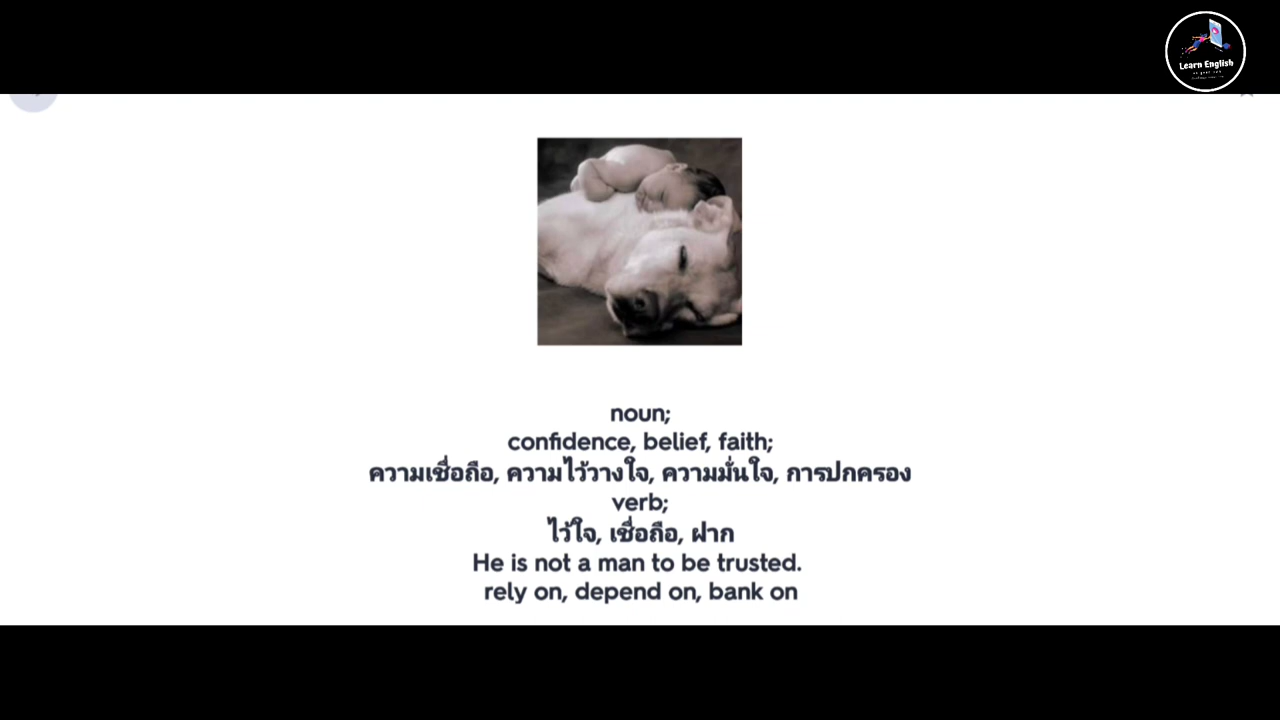 Learn English
noun;
confidence, belief, faith;
ความเชื่อถือ, ความไว้วางใจ, ความมั่นใจ, การปกครอง
verb;
ไว้ใจ, เชื่อถือ, ฝาก
He is not a man to be trusted.
rely on, depend on, bank on